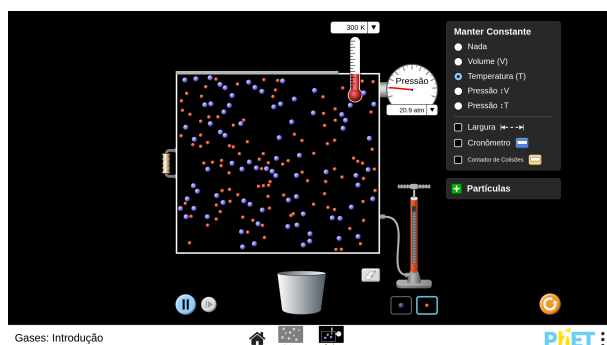 300 K
Pressão
20.9 atm
Manter Constante
Nada
Volume (V)
Temperatura (T)
Pressão ↕V
Pressão ↕T
Largura
Cronômetro
Contador de Colisões
Partículas
Gases: Introdução
PhET